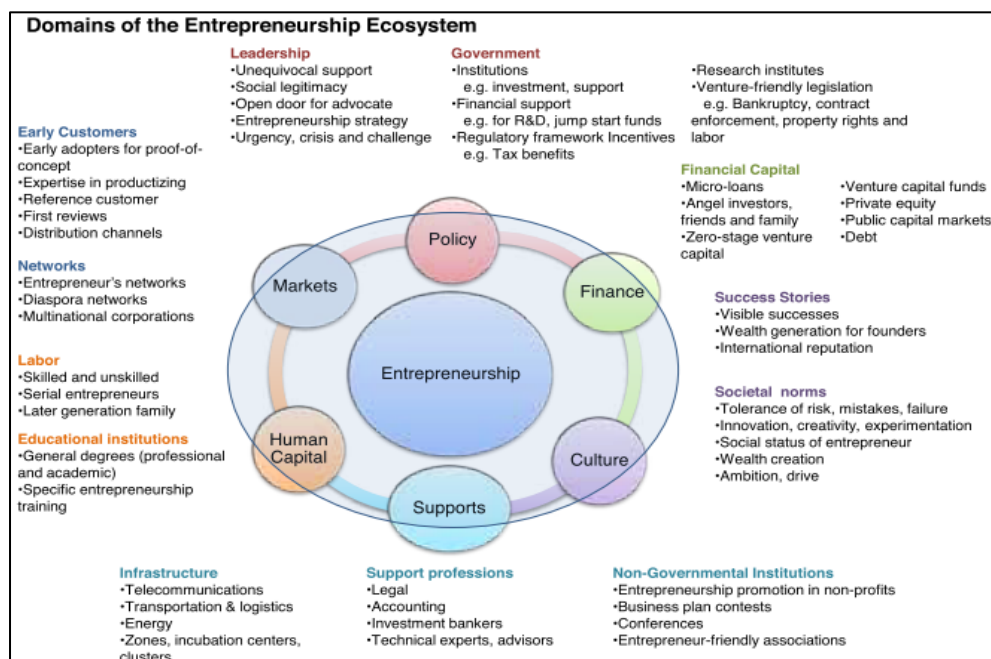 Domains of the Entrepreneurship Ecosystem
Leadership
•Unequivocal support
•Social legitimacy
•Open door for advocate
•Entrepreneurship strategy
•Urgency, crisis and challenge
Government
•Institutions
e.g. investment, support
•Financial support
e.g. for R&D, jump start funds
•Regulatory framework Incentives
e.g. Tax benefits
•Research institutes
•Venture-friendly legislation
e.g. Bankruptcy, contract
enforcement, property rights and
labor
Early Customers
•Early adopters for proof-of-
concept
•Expertise in productizing
•Reference customer
•First reviews
•Distribution channels
Financial Capital
•Micro-loans
•Angel investors,
friends and family
•Zero-stage venture
capital
•Venture capital funds
•Private equity
•Public capital markets
•Debt
Networks
•Entrepreneur's networks
•Diaspora networks
•Multinational corporations
Policy
Markets
Finance
Entrepreneurship
Human
Capital
Culture
Supports
Success Stories
•Visible successes
•Wealth generation for founders
•International reputation
Labor
•Skilled and unskilled
•Serial entrepreneurs
•Later generation family
Societal norms
•Tolerance of risk, mistakes, failure
•Innovation, creativity, experimentation
•Social status of entrepreneur
•Wealth creation
•Ambition, drive
Educational institutions
•General degrees (professional
and academic)
•Specific entrepreneurship
training
Infrastructure
•Telecommunications
•Transportation & logistics
•Energy
•Zones, incubation centers,
clusters
Support professions
•Legal
•Accounting
•Investment bankers
•Technical experts, advisors
Non-Governmental Institutions
•Entrepreneurship promotion in non-profits
•Business plan contests
•Conferences
•Entrepreneur-friendly associations